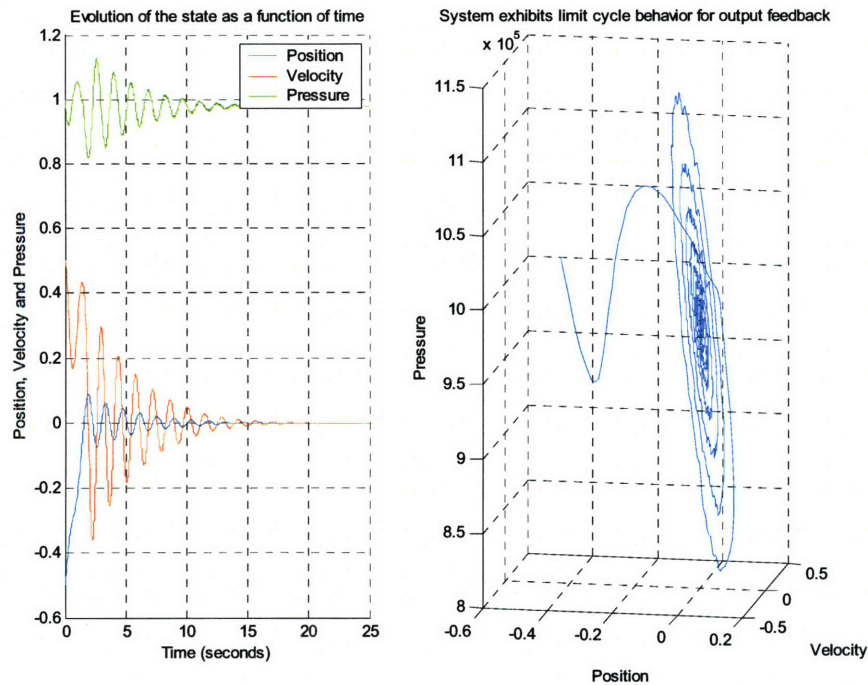 Evolution of the state as a function of time
1.2
1
0.8
0.6
0.4
0.2
0
-0.2
-0.4
-0.6
Position, Velocity and Pressure
Position
Velocity
Pressure
0 5 10 15 20 25
Time (seconds)
System exhibits limit cycle behavior for output feedback
x 10^5
11.5
11
10.5
10
9.5
9
8.5
8
Pressure
-0.6 -0.4 -0.2 0 0.2
Position
0.5
0
-0.5
Velocity